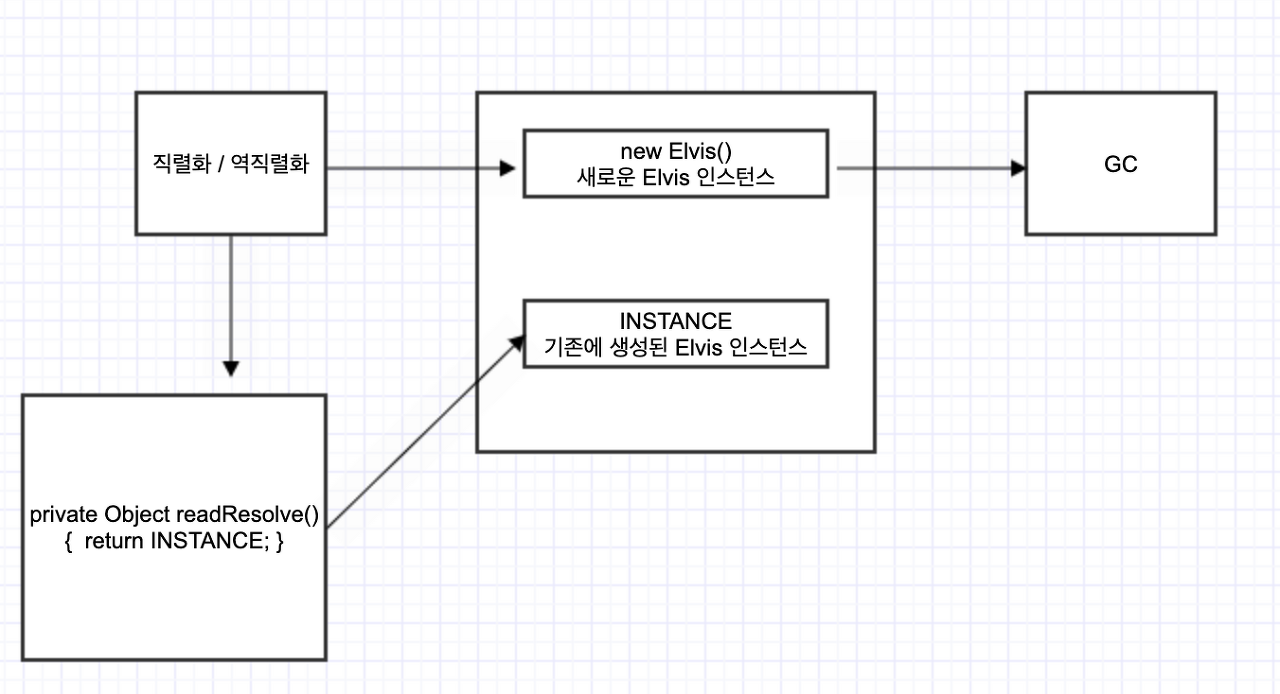 직렬화 / 역직렬화
new Elvis()
새로운 Elvis 인스턴스
GC
INSTANCE
기존에 생성된 Elvis 인스턴스
private Object readResolve()
{  return INSTANCE; }